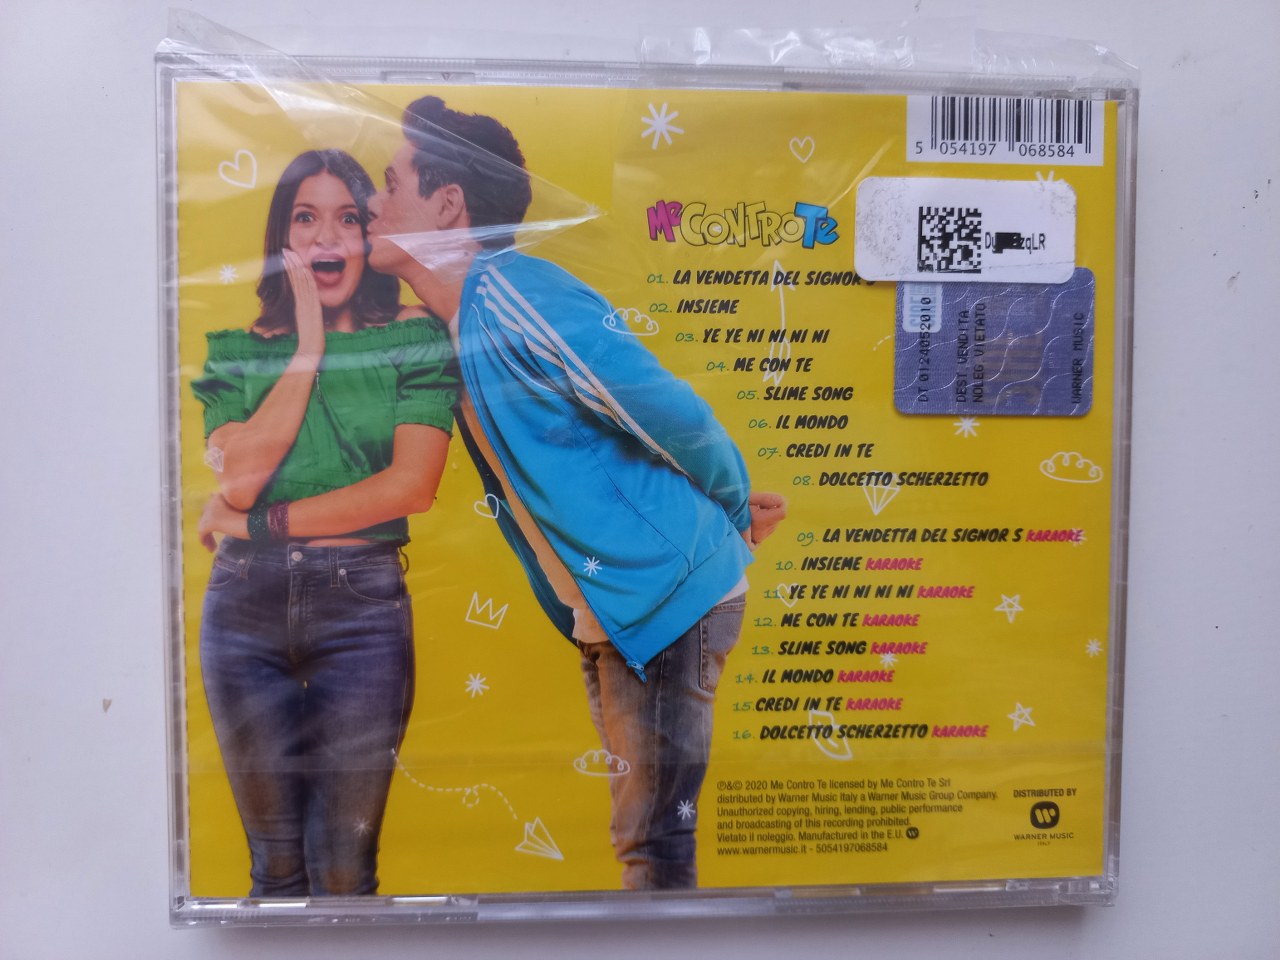 5 054197 068584
Me CONTRO Te
DyzqLR
01. LA VENDETTA DEL SIGNOR S
02. INSIEME
03. YE YE NI NI NI NI
04. ME CON TE
05. SLIME SONG
06. IL MONDO
07. CREDI IN TE
08. DOLCETTO SCHERZETTO
DT 0124052010
DEST.VENDITA
NOLEG VIETATO
WARNER MUSIC
09. LA VENDETTA DEL SIGNOR S KARAOKE
10. INSIEME KARAOKE
11. YE YE NI NI NI NI KARAOKE
12. ME CON TE KARAOKE
13. SLIME SONG KARAOKE
14. IL MONDO KARAOKE
15. CREDI IN TE KARAOKE
16. DOLCETTO SCHERZETTO KARAOKE
℗&© 2020 Me Contro Te licensed by Me Contro Te Srl
distributed by Warner Music Italy a Warner Music Group Company.
Unauthorized copying, hiring, lending, public performance
and broadcasting of this recording prohibited.
Vietato il noleggio. Manufactured in the E.U.
www.warnermusic.it - 5054197068584
DISTRIBUTED BY
WARNER MUSIC
ITALY